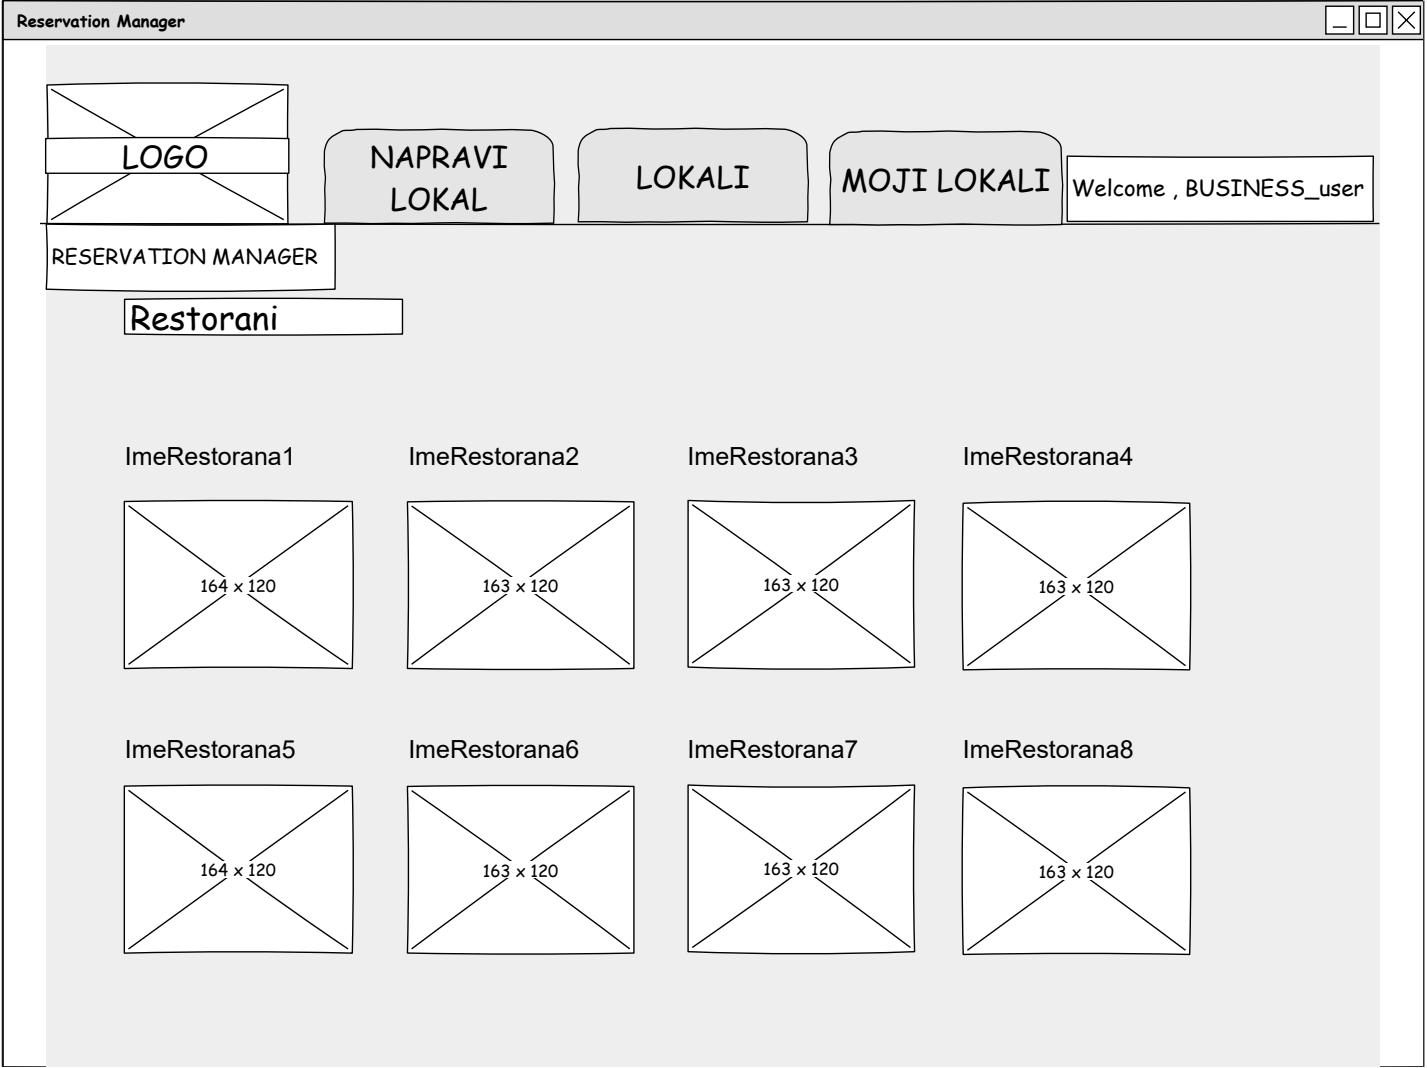 Reservation Manager
LOGO
NAPRAVI
LOKAL
LOKALI
MOJI LOKALI
Welcome , BUSINESS_user
RESERVATION MANAGER
Restorani
ImeRestorana1
ImeRestorana2
ImeRestorana3
ImeRestorana4
164 x 120
163 x 120
163 x 120
163 x 120
ImeRestorana5
ImeRestorana6
ImeRestorana7
ImeRestorana8
164 x 120
163 x 120
163 x 120
163 x 120